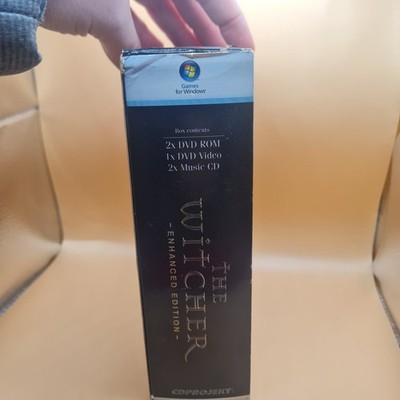 Games
for Windows
Box contents
2x DVD ROM
1x DVD Video
2x Music CD
THE
WITCHER
- ENHANCED EDITION -
CDPROJEKT